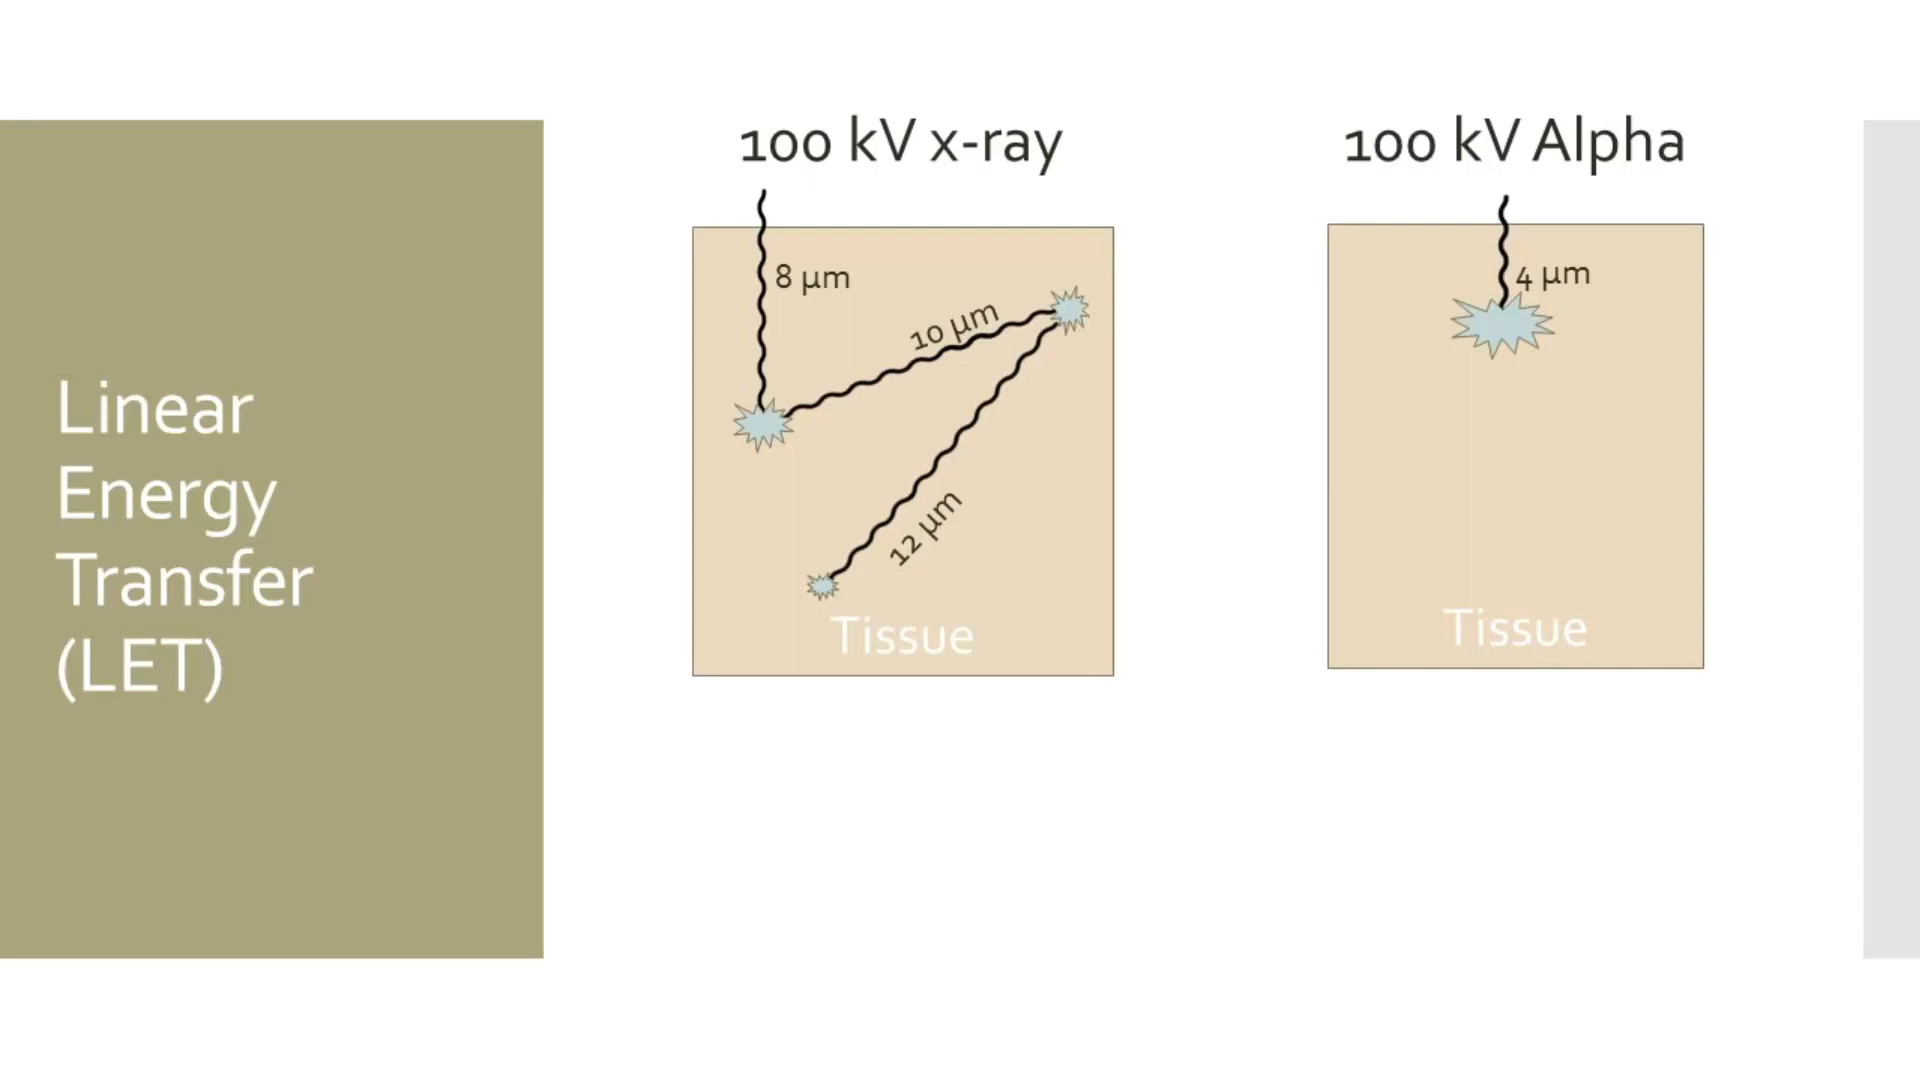 Linear
Energy
Transfer
(LET)
100 kV x-ray
8 µm
10 µm
12 µm
Tissue
100 kV Alpha
4 µm
Tissue